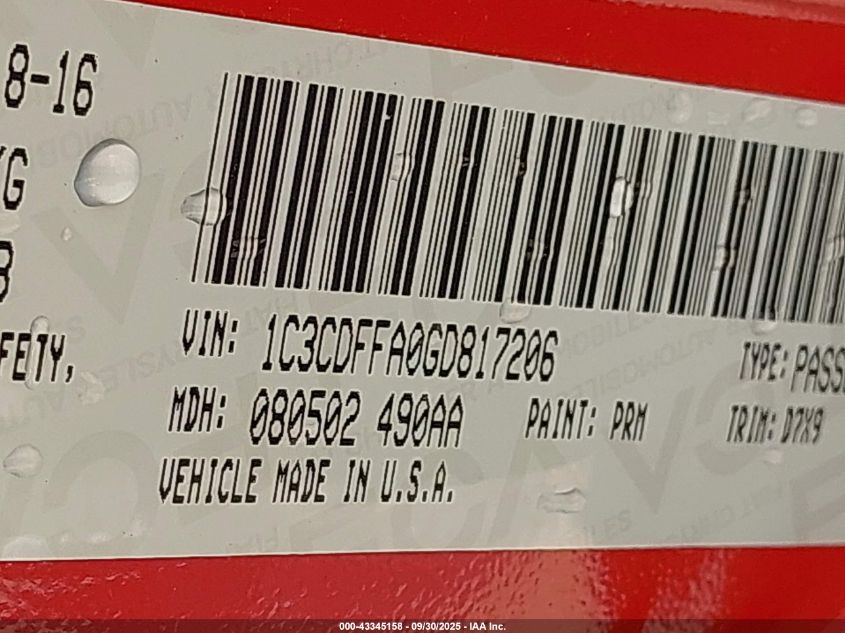 8-16
G
FETY,
VIN: 1C3CDFFA0GD817206
TYPE: PASS
MDH: 080502 490AA
PAINT: PRM
TRIM: D7X9
VEHICLE MADE IN U.S.A.
000-43345158 - 09/30/2025 - IAA Inc.